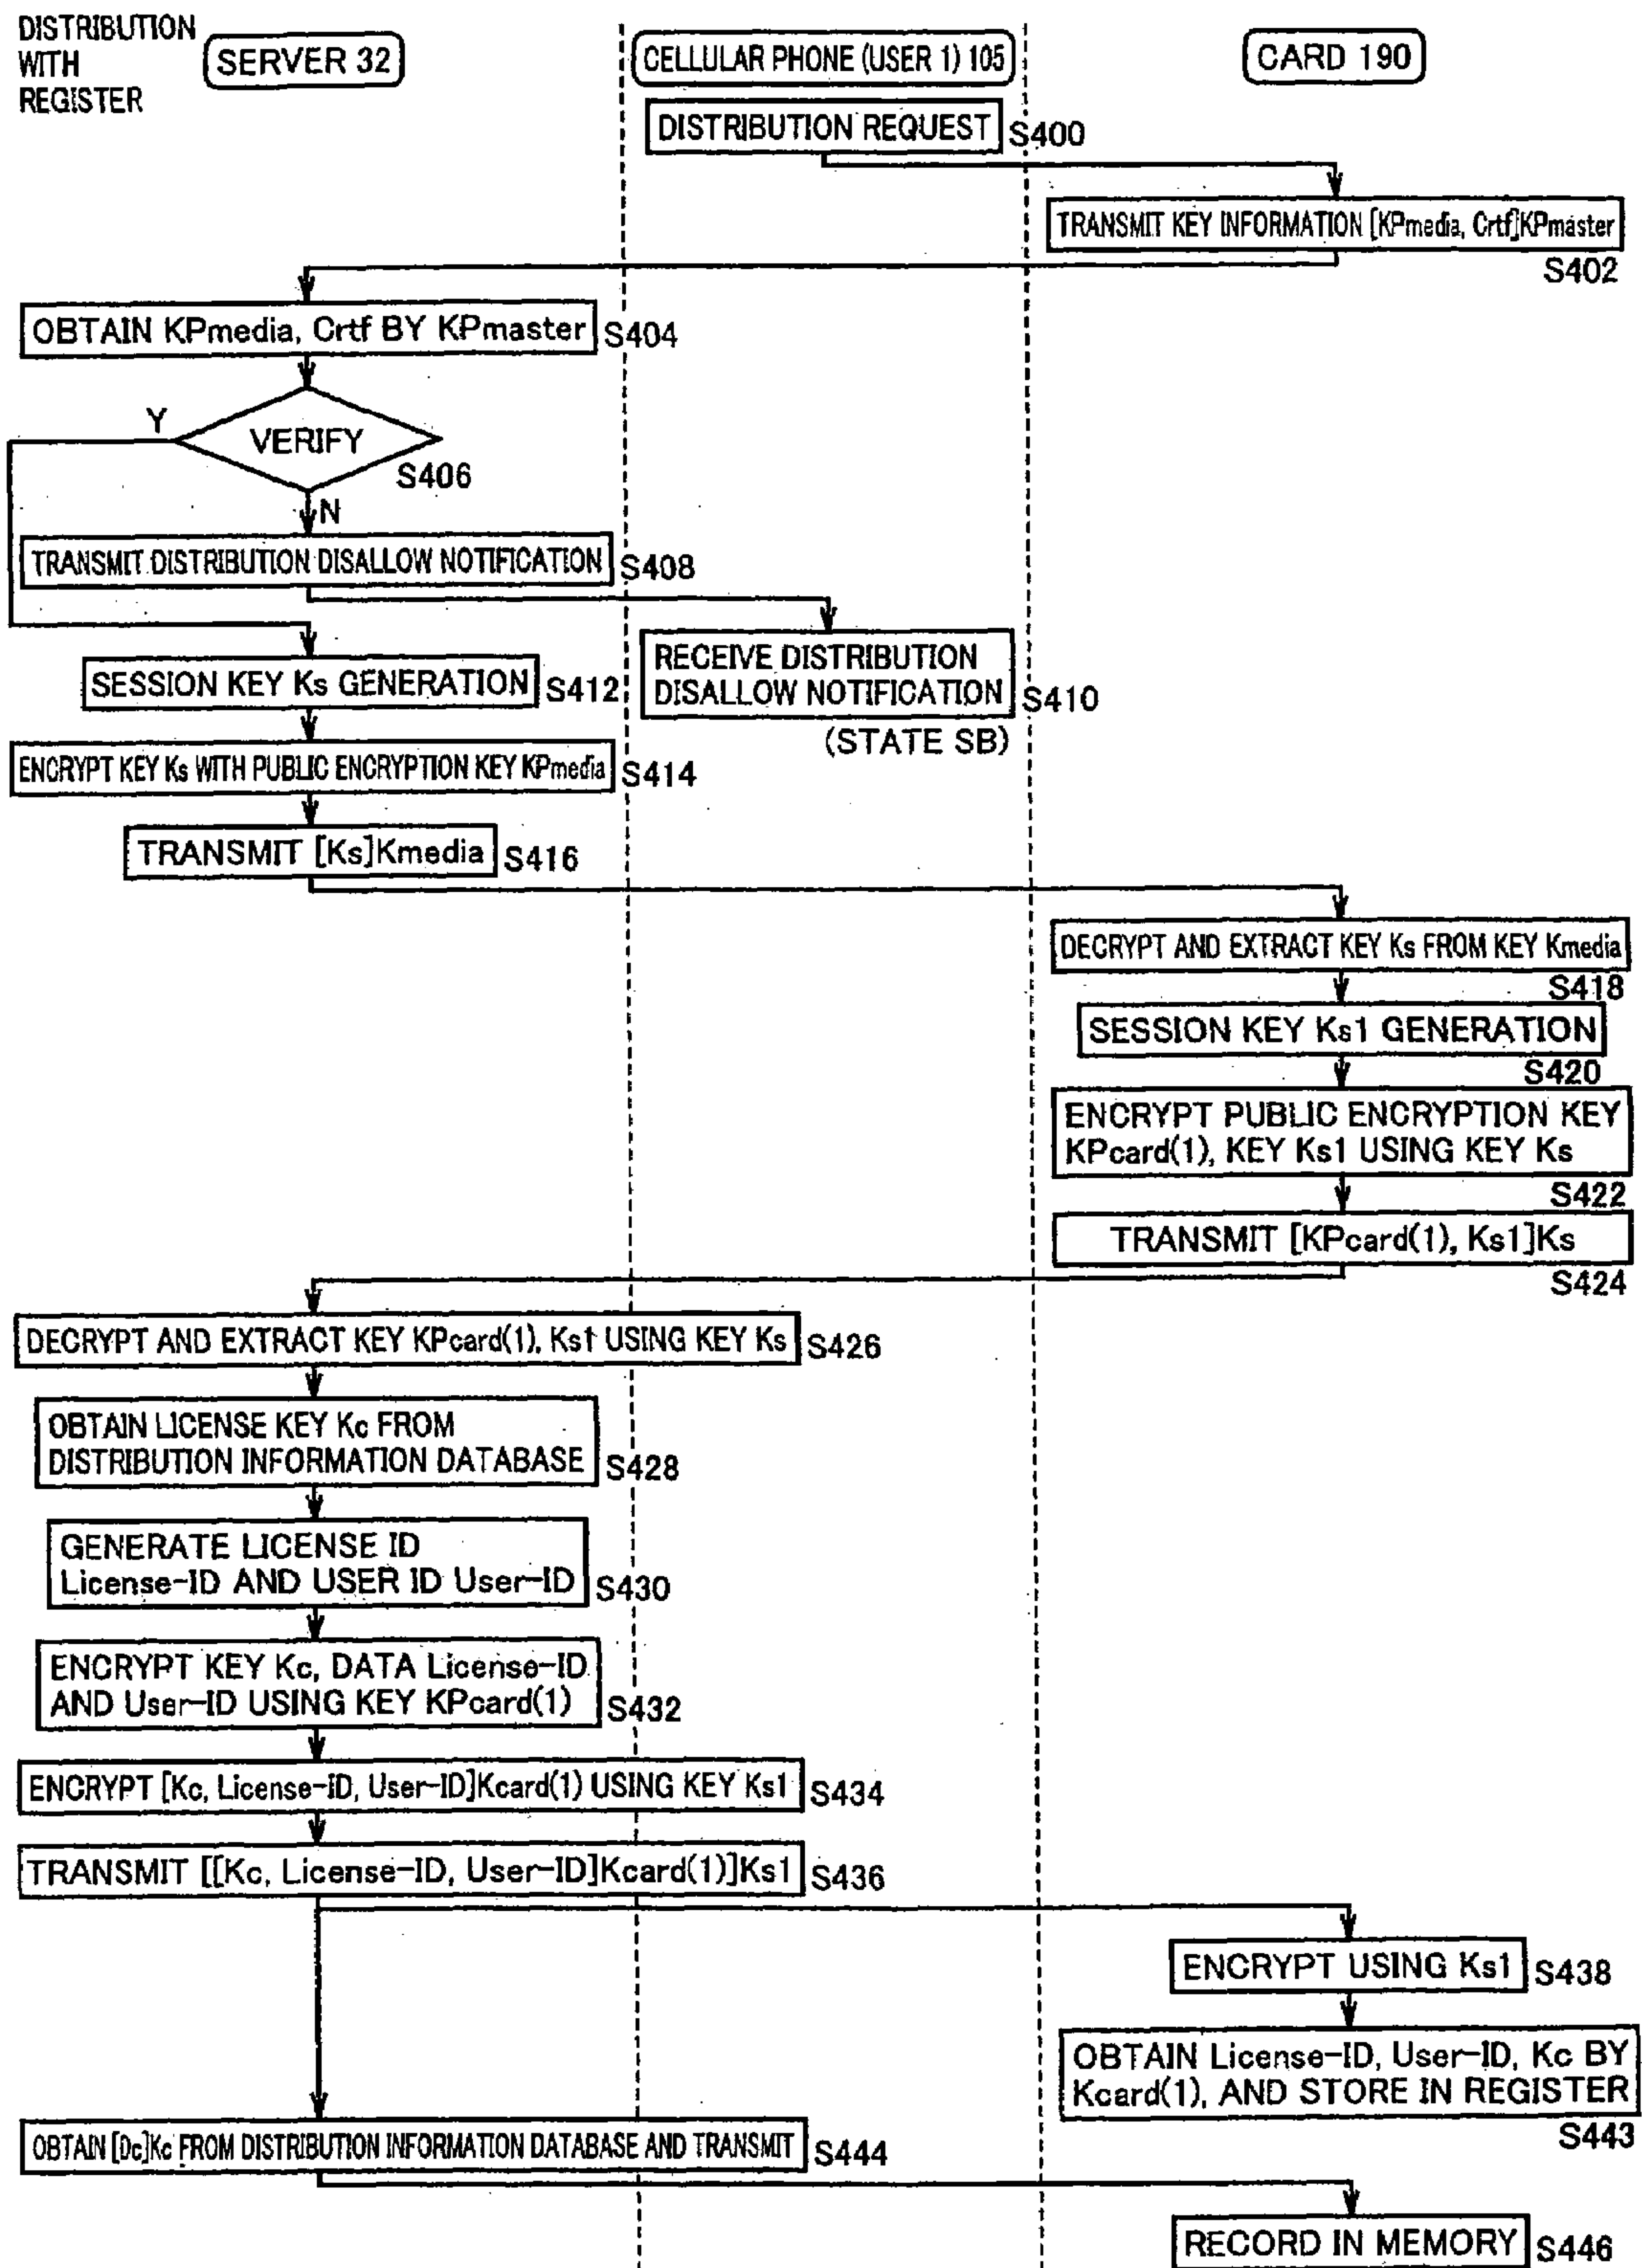 DISTRIBUTION
WITH
REGISTER
SERVER 32
CELLULAR PHONE (USER 1) 105
CARD 190
DISTRIBUTION REQUEST
S400
TRANSMIT KEY INFORMATION [KPmedia, Crtf]KPmaster
S402
OBTAIN KPmedia, Crtf BY KPmaster
S404
Y
VERIFY
S406
N
TRANSMIT DISTRIBUTION DISALLOW NOTIFICATION
S408
RECEIVE DISTRIBUTION
DISALLOW NOTIFICATION
S410
(STATE SB)
SESSION KEY Ks GENERATION
S412
ENCRYPT KEY Ks WITH PUBLIC ENCRYPTION KEY KPmedia
S414
TRANSMIT [Ks]Kmedia
S416
DECRYPT AND EXTRACT KEY Ks FROM KEY Kmedia
S418
SESSION KEY Ks1 GENERATION
S420
ENCRYPT PUBLIC ENCRYPTION KEY
KPcard(1), KEY Ks1 USING KEY Ks
S422
TRANSMIT [KPcard(1), Ks1]Ks
S424
DECRYPT AND EXTRACT KEY KPcard(1), Ks1 USING KEY Ks
S426
OBTAIN LICENSE KEY Kc FROM
DISTRIBUTION INFORMATION DATABASE
S428
GENERATE LICENSE ID
License-ID AND USER ID User-ID
S430
ENCRYPT KEY Kc, DATA License-ID
AND User-ID USING KEY KPcard(1)
S432
ENCRYPT [Kc, License-ID, User-ID]Kcard(1) USING KEY Ks1
S434
TRANSMIT [[Kc, License-ID, User-ID]Kcard(1)]Ks1
S436
ENCRYPT USING Ks1
S438
OBTAIN License-ID, User-ID, Kc BY
Kcard(1), AND STORE IN REGISTER
S443
OBTAIN [Dc]Kc FROM DISTRIBUTION INFORMATION DATABASE AND TRANSMIT
S444
RECORD IN MEMORY
S446